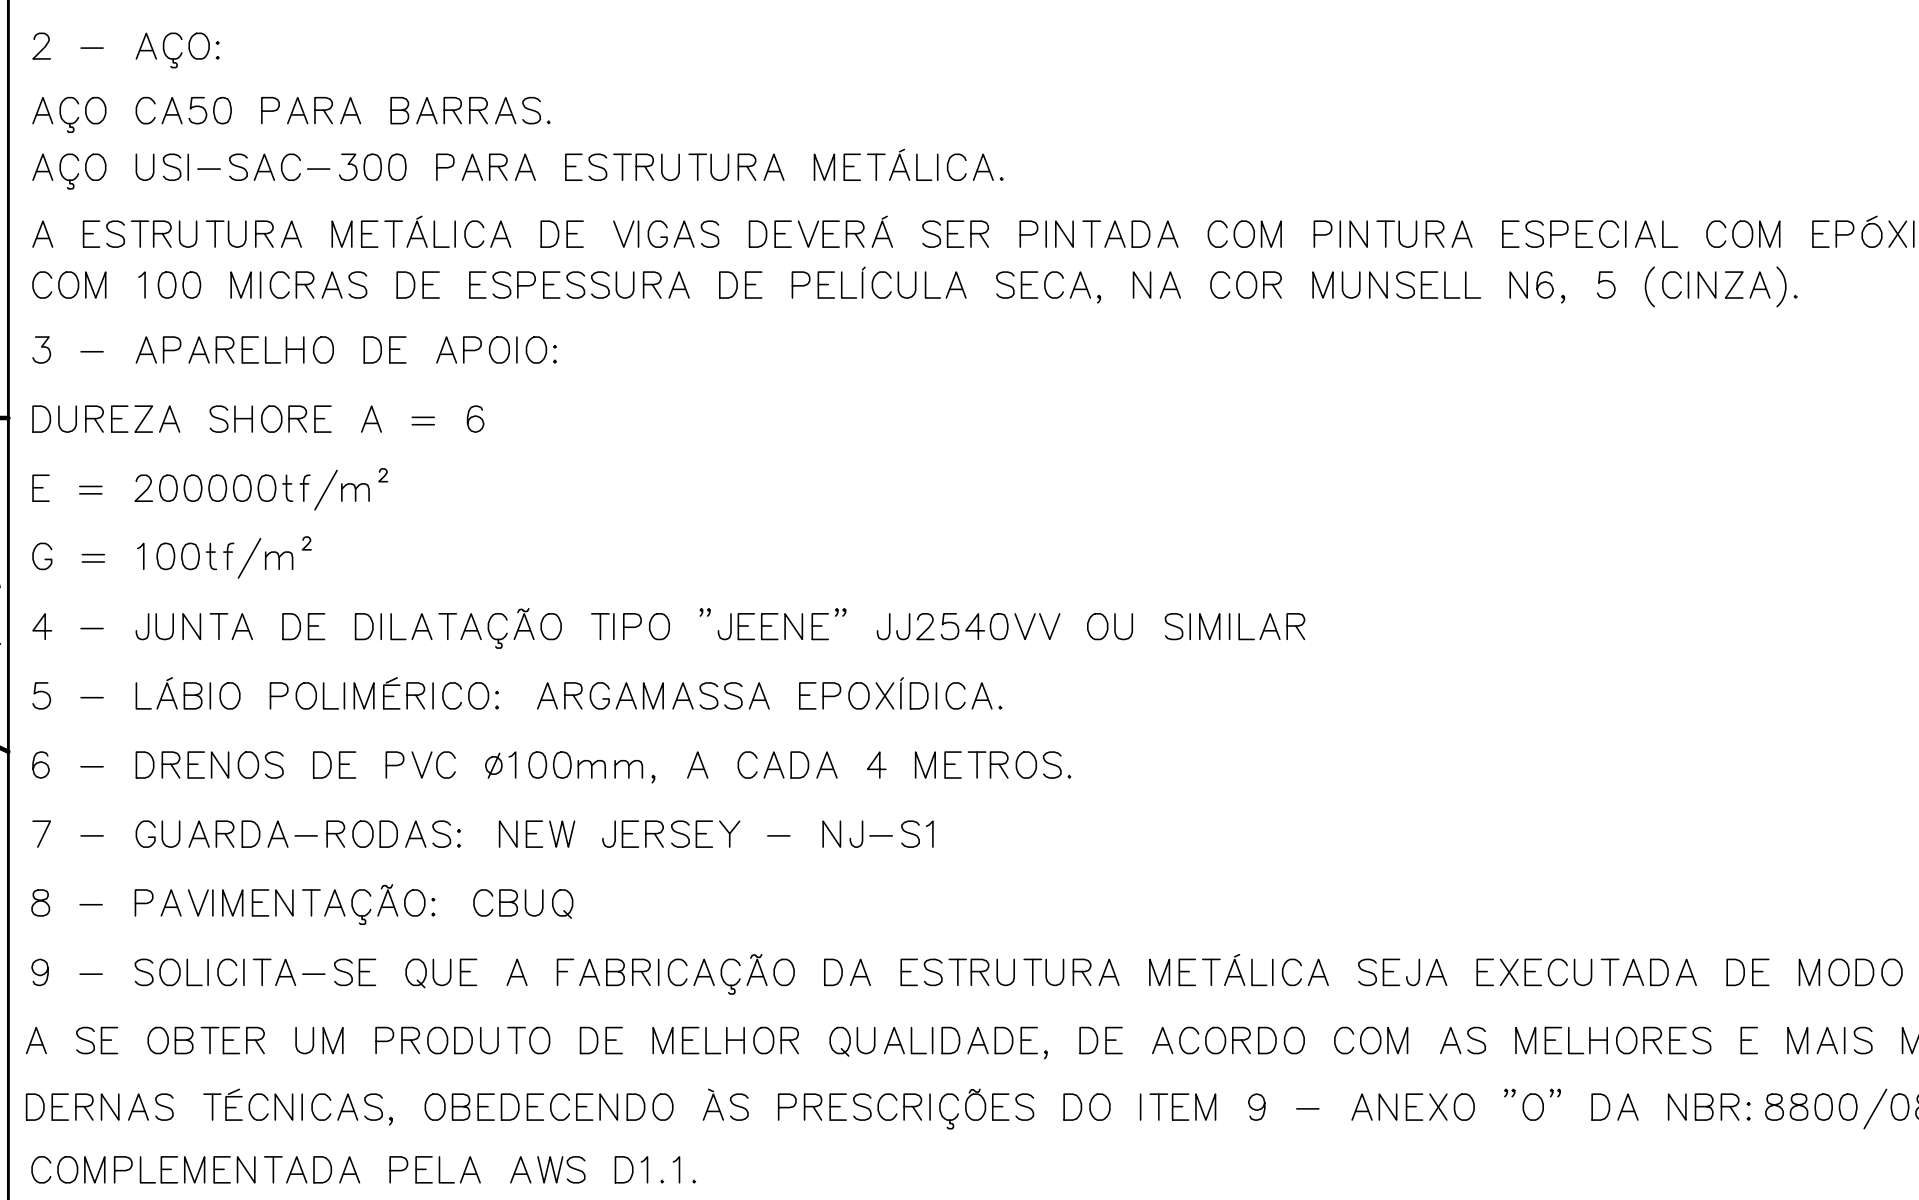 2 – AÇO:
AÇO CA50 PARA BARRAS.
AÇO USI–SAC–300 PARA ESTRUTURA METÁLICA.
A ESTRUTURA METÁLICA DE VIGAS DEVERÁ SER PINTADA COM PINTURA ESPECIAL COM EPÓXI
COM 100 MICRAS DE ESPESSURA DE PELÍCULA SECA, NA COR MUNSELL N6, 5 (CINZA).
3 – APARELHO DE APOIO:
DUREZA SHORE A = 6
E = 200000tf/m²
G = 100tf/m²
4 – JUNTA DE DILATAÇÃO TIPO "JEENE" JJ2540VV OU SIMILAR
5 – LÁBIO POLIMÉRICO: ARGAMASSA EPOXÍDICA.
6 – DRENOS DE PVC ø100mm, A CADA 4 METROS.
7 – GUARDA–RODAS: NEW JERSEY – NJ–S1
8 – PAVIMENTAÇÃO: CBUQ
9 – SOLICITA–SE QUE A FABRICAÇÃO DA ESTRUTURA METÁLICA SEJA EXECUTADA DE MODO
A SE OBTER UM PRODUTO DE MELHOR QUALIDADE, DE ACORDO COM AS MELHORES E MAIS M
DERNAS TÉCNICAS, OBEDECENDO ÀS PRESCRIÇÕES DO ITEM 9 – ANEXO "O" DA NBR: 8800/08
COMPLEMENTADA PELA AWS D1.1.